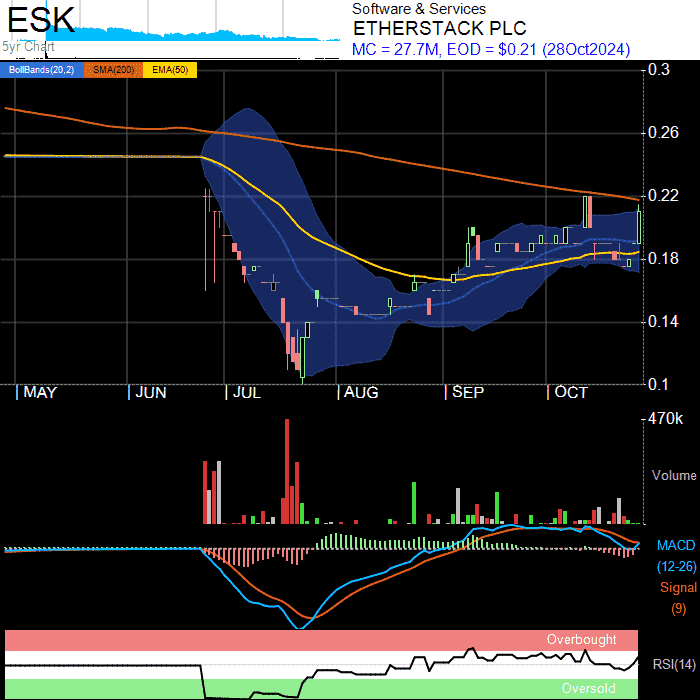 ESK
5yr Chart
Software & Services
ETHERSTACK PLC
MC = 27.7M, EOD = $0.21 (28Oct2024)
BollBands(20,2) SMA(200) EMA(50)
0.3
0.26
0.22
0.18
0.14
0.1
MAY JUN JUL AUG SEP OCT
470k
Volume
MACD
(12-26)
Signal
(9)
Overbought
RSI(14)
Oversold